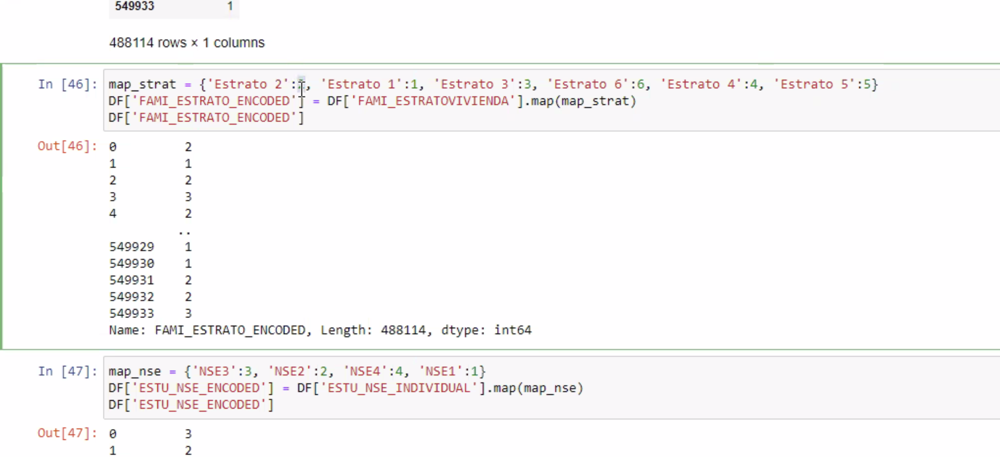 549933 1
488114 rows × 1 columns
In [46]: map_strat = {'Estrato 2':2, 'Estrato 1':1, 'Estrato 3':3, 'Estrato 6':6, 'Estrato 4':4, 'Estrato 5':5}
DF['FAMI_ESTRATO_ENCODED'] = DF['FAMI_ESTRATOVIVIENDA'].map(map_strat)
DF['FAMI_ESTRATO_ENCODED']
Out[46]: 0 2
1 1
2 2
3 3
4 2
..
549929 1
549930 1
549931 2
549932 2
549933 3
Name: FAMI_ESTRATO_ENCODED, Length: 488114, dtype: int64
In [47]: map_nse = {'NSE3':3, 'NSE2':2, 'NSE4':4, 'NSE1':1}
DF['ESTU_NSE_ENCODED'] = DF['ESTU_NSE_INDIVIDUAL'].map(map_nse)
DF['ESTU_NSE_ENCODED']
Out[47]: 0 3
1 2